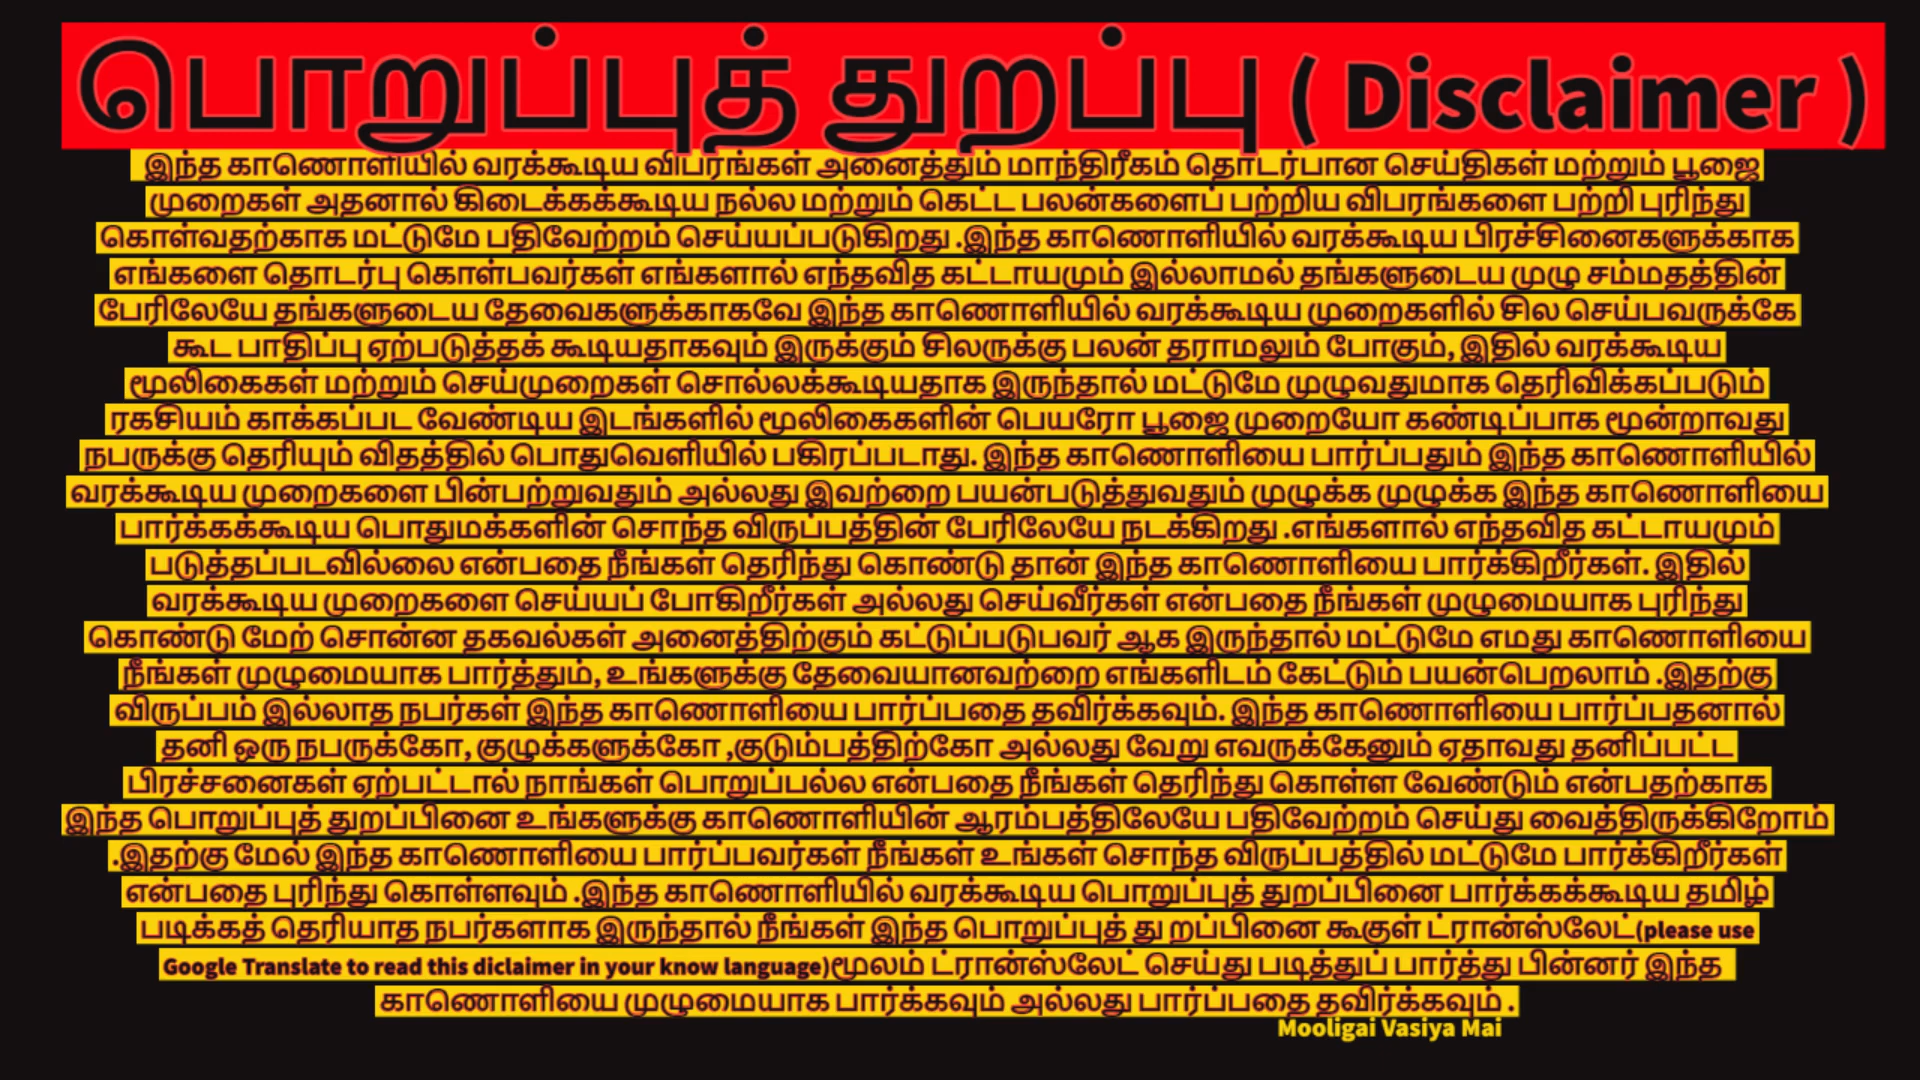 பொறுப்புத் துறப்பு ( Disclaimer )
இந்த காணொளியில் வரக்கூடிய விபரங்கள் அனைத்தும் மாந்திரீகம் தொடர்பான செய்திகள் மற்றும் பூஜை
முறைகள் அதனால் கிடைக்கக்கூடிய நல்ல மற்றும் கெட்ட பலன்களைப் பற்றிய விபரங்களை பற்றி புரிந்து
கொள்வதற்காக மட்டுமே பதிவேற்றம் செய்யப்படுகிறது .இந்த காணொளியில் வரக்கூடிய பிரச்சினைகளுக்காக
எங்களை தொடர்பு கொள்பவர்கள் எங்களால் எந்தவித கட்டாயமும் இல்லாமல் தங்களுடைய முழு சம்மதத்தின்
பேரிலேயே தங்களுடைய தேவைகளுக்காகவே இந்த காணொளியில் வரக்கூடிய முறைகளில் சில செய்பவருக்கே
கூட பாதிப்பு ஏற்படுத்தக் கூடியதாகவும் இருக்கும் சிலருக்கு பலன் தராமலும் போகும், இதில் வரக்கூடிய
மூலிகைகள் மற்றும் செய்முறைகள் சொல்லக்கூடியதாக இருந்தால் மட்டுமே முழுவதுமாக தெரிவிக்கப்படும்
ரகசியம் காக்கப்பட வேண்டிய இடங்களில் மூலிகைகளின் பெயரோ பூஜை முறையோ கண்டிப்பாக மூன்றாவது
நபருக்கு தெரியும் விதத்தில் பொதுவெளியில் பகிரப்படாது. இந்த காணொளியை பார்ப்பதும் இந்த காணொளியில்
வரக்கூடிய முறைகளை பின்பற்றுவதும் அல்லது இவற்றை பயன்படுத்துவதும் முழுக்க முழுக்க இந்த காணொளியை
பார்க்கக்கூடிய பொதுமக்களின் சொந்த விருப்பத்தின் பேரிலேயே நடக்கிறது .எங்களால் எந்தவித கட்டாயமும்
படுத்தப்படவில்லை என்பதை நீங்கள் தெரிந்து கொண்டு தான் இந்த காணொளியை பார்க்கிறீர்கள். இதில்
வரக்கூடிய முறைகளை செய்யப் போகிறீர்கள் அல்லது செய்வீர்கள் என்பதை நீங்கள் முழுமையாக புரிந்து
கொண்டு மேற் சொன்ன தகவல்கள் அனைத்திற்கும் கட்டுப்படுபவர் ஆக இருந்தால் மட்டுமே எமது காணொளியை
நீங்கள் முழுமையாக பார்த்தும், உங்களுக்கு தேவையானவற்றை எங்களிடம் கேட்டும் பயன்பெறலாம் .இதற்கு
விருப்பம் இல்லாத நபர்கள் இந்த காணொளியை பார்ப்பதை தவிர்க்கவும். இந்த காணொளியை பார்ப்பதனால்
தனி ஒரு நபருக்கோ, குழுக்களுக்கோ ,குடும்பத்திற்கோ அல்லது வேறு எவருக்கேனும் ஏதாவது தனிப்பட்ட
பிரச்சனைகள் ஏற்பட்டால் நாங்கள் பொறுப்பல்ல என்பதை நீங்கள் தெரிந்து கொள்ள வேண்டும் என்பதற்காக
இந்த பொறுப்புத் துறப்பினை உங்களுக்கு காணொளியின் ஆரம்பத்திலேயே பதிவேற்றம் செய்து வைத்திருக்கிறோம்
.இதற்கு மேல் இந்த காணொளியை பார்ப்பவர்கள் நீங்கள் உங்கள் சொந்த விருப்பத்தில் மட்டுமே பார்க்கிறீர்கள்
என்பதை புரிந்து கொள்ளவும் .இந்த காணொளியில் வரக்கூடிய பொறுப்புத் துறப்பினை பார்க்கக்கூடிய தமிழ்
படிக்கத் தெரியாத நபர்களாக இருந்தால் நீங்கள் இந்த பொறுப்புத் து றப்பினை கூகுள் ட்ரான்ஸ்லேட்(please use
Google Translate to read this diclaimer in your know language)மூலம் ட்ரான்ஸ்லேட் செய்து படித்துப் பார்த்து பின்னர் இந்த
காணொளியை முழுமையாக பார்க்கவும் அல்லது பார்ப்பதை தவிர்க்கவும் .
Mooligai Vasiya Mai